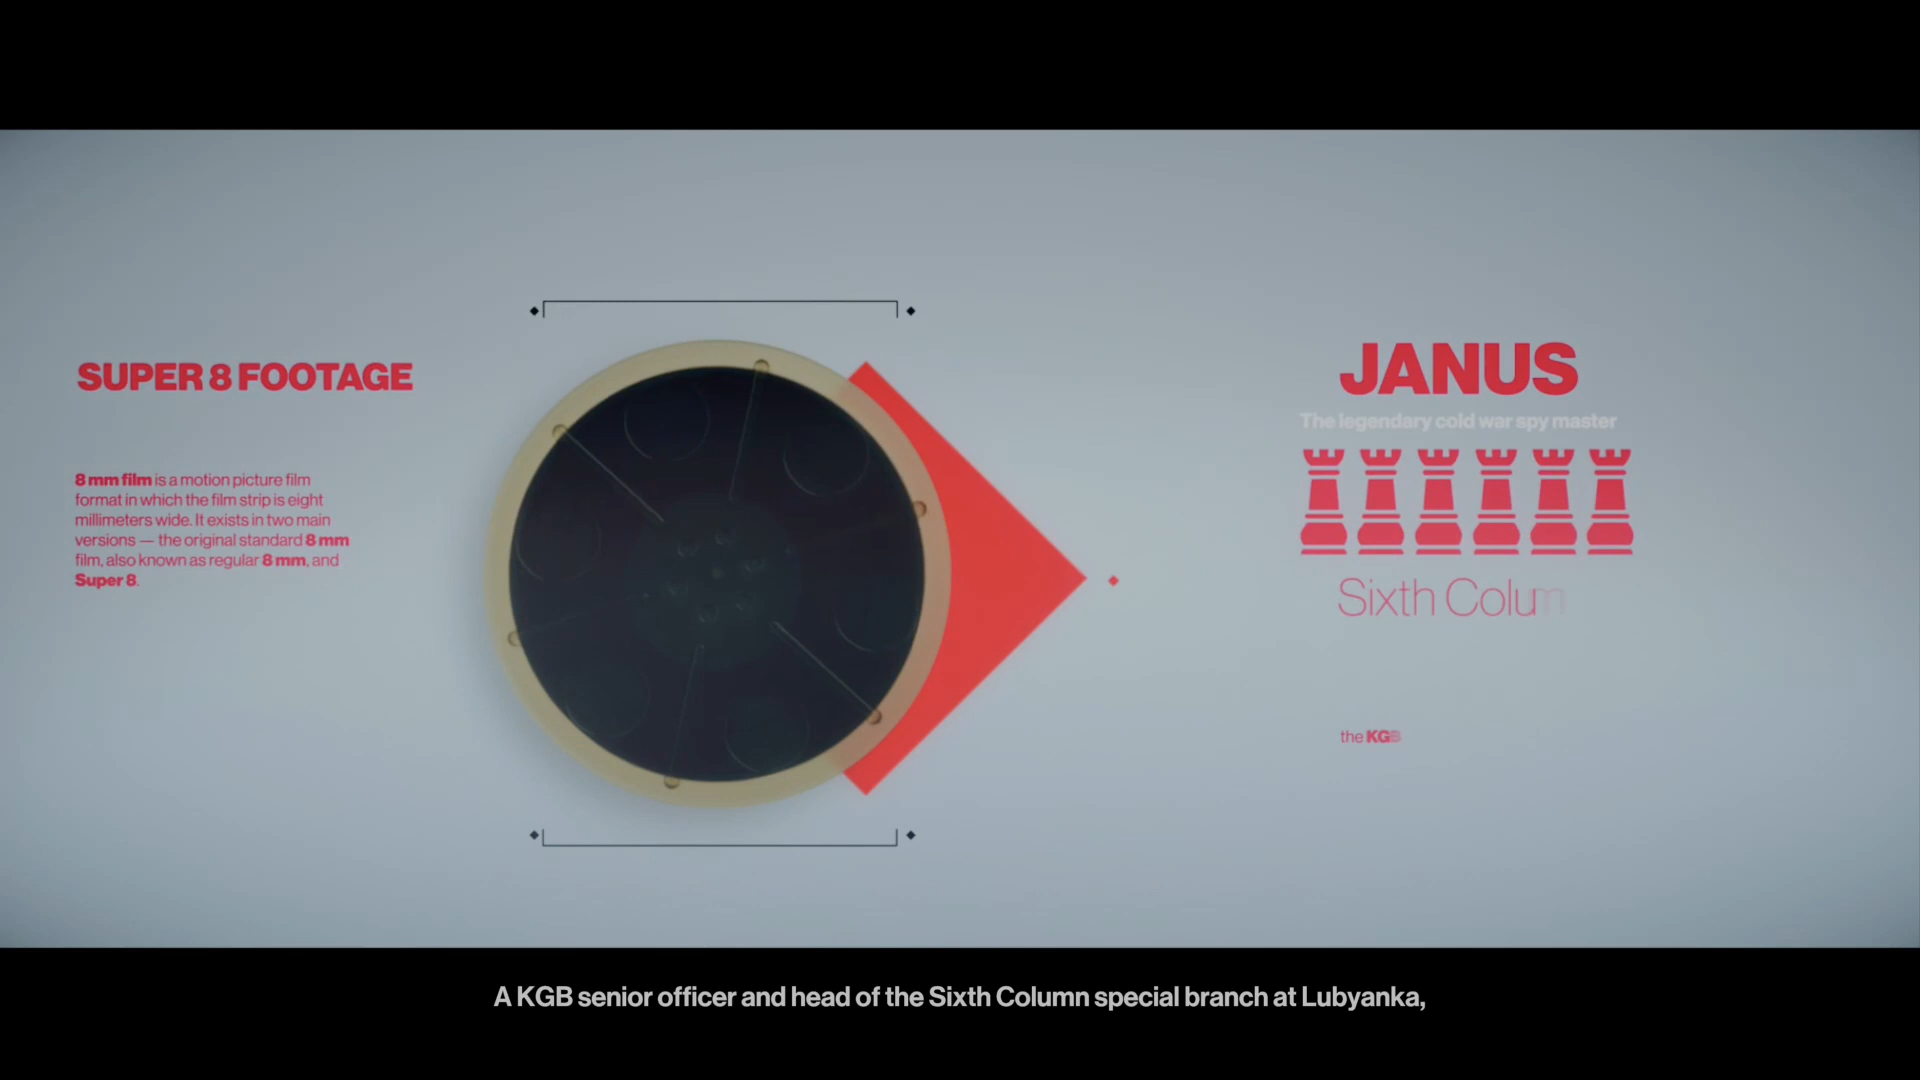 SUPER 8 FOOTAGE
8 mm film is a motion picture film
format in which the film strip is eight
millimeters wide. It exists in two main
versions — the original standard 8 mm
film, also known as regular 8 mm, and
Super 8.
JANUS
The legendary cold war spy master
Sixth Colum
the KGB
A KGB senior officer and head of the Sixth Column special branch at Lubyanka,